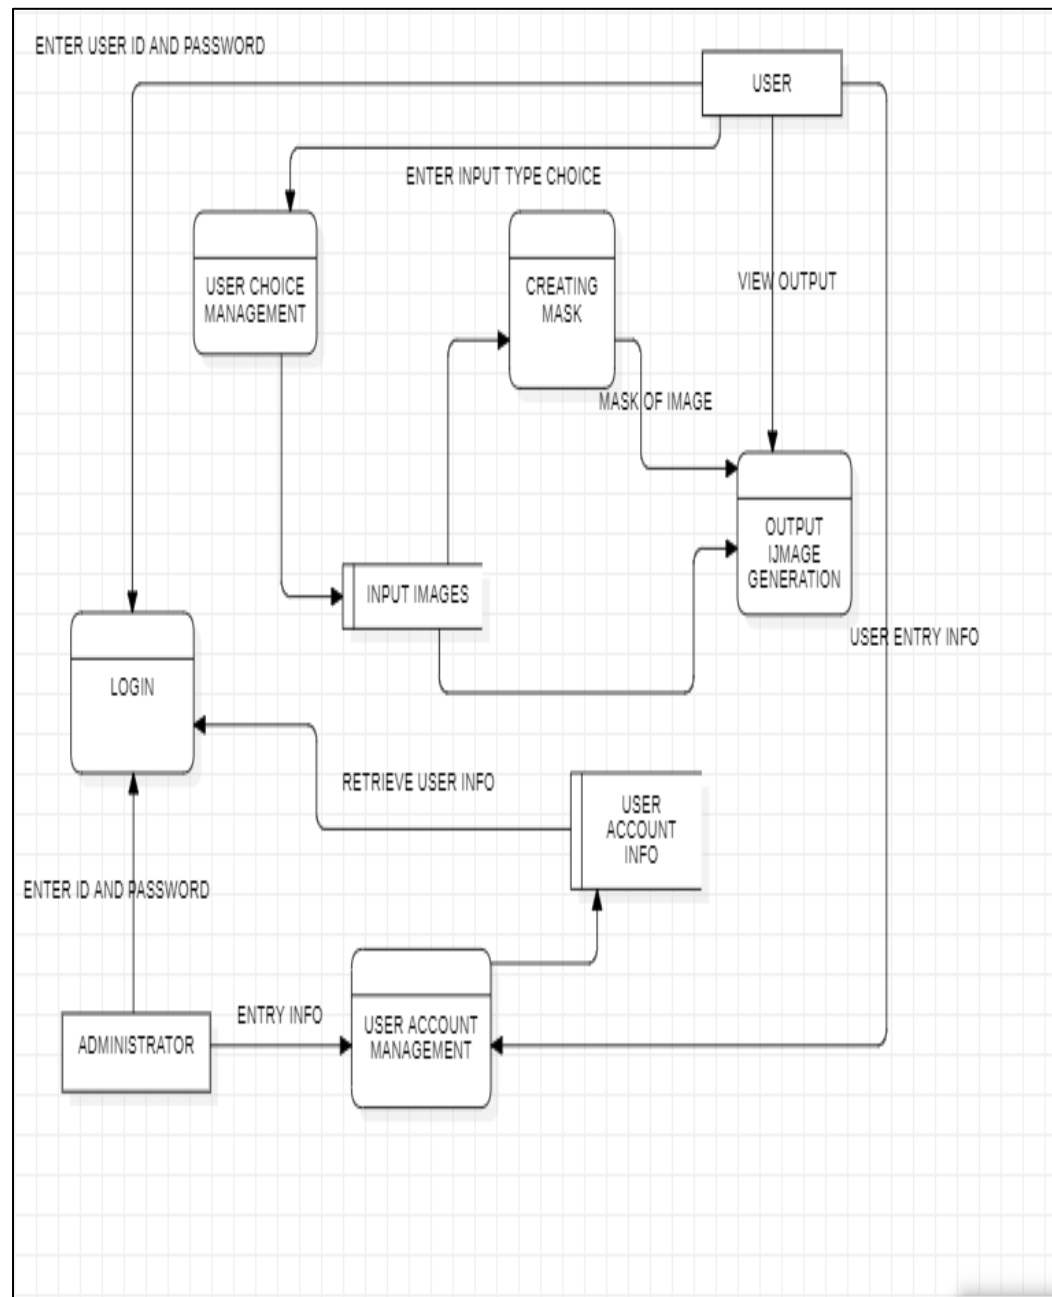 ENTER USER ID AND PASSWORD
USER
ENTER INPUT TYPE CHOICE
USER CHOICE
MANAGEMENT
CREATING
MASK
VIEW OUTPUT
MASK OF IMAGE
OUTPUT
IJMAGE
GENERATION
INPUT IMAGES
USER ENTRY INFO
LOGIN
RETRIEVE USER INFO
USER
ACCOUNT
INFO
ENTER ID AND PASSWORD
ENTRY INFO
ADMINISTRATOR
USER ACCOUNT
MANAGEMENT